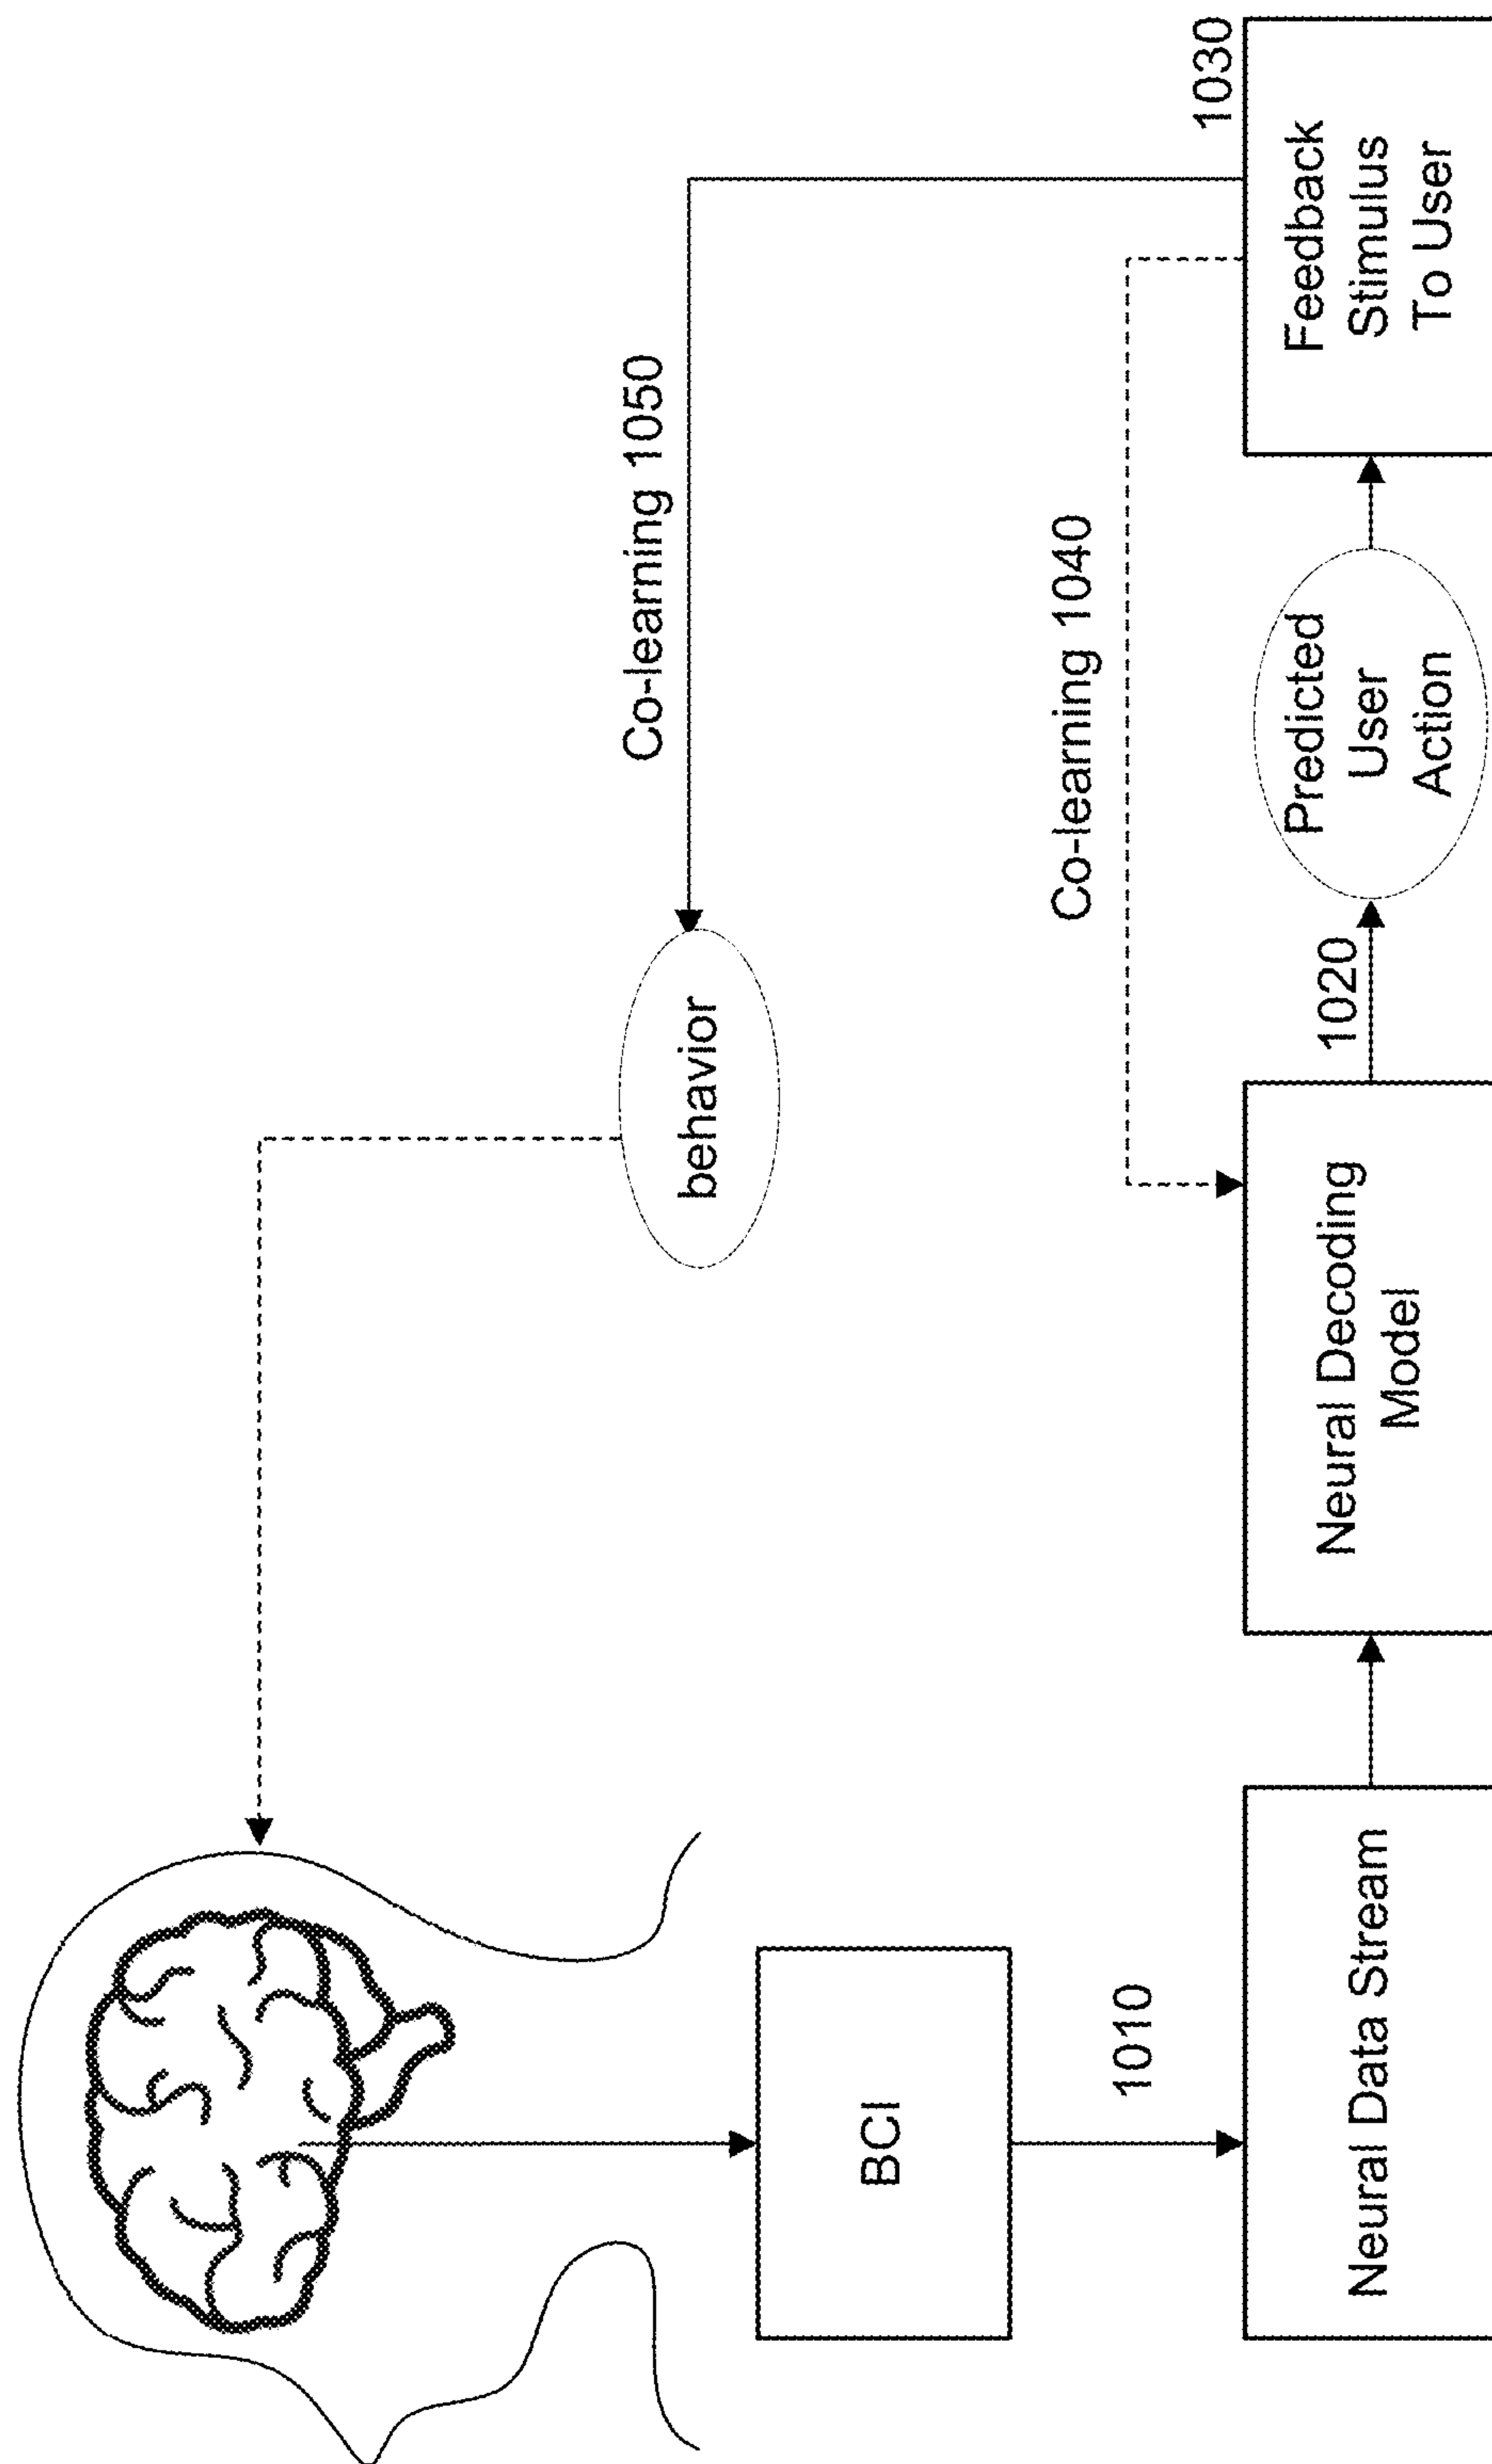 behavior
Co-learning 1050
BCI
1010
Co-learning 1040
1030
Neural Data Stream
Neural Decoding
Model
1020
Predicted
User
Action
Feedback
Stimulus
To User